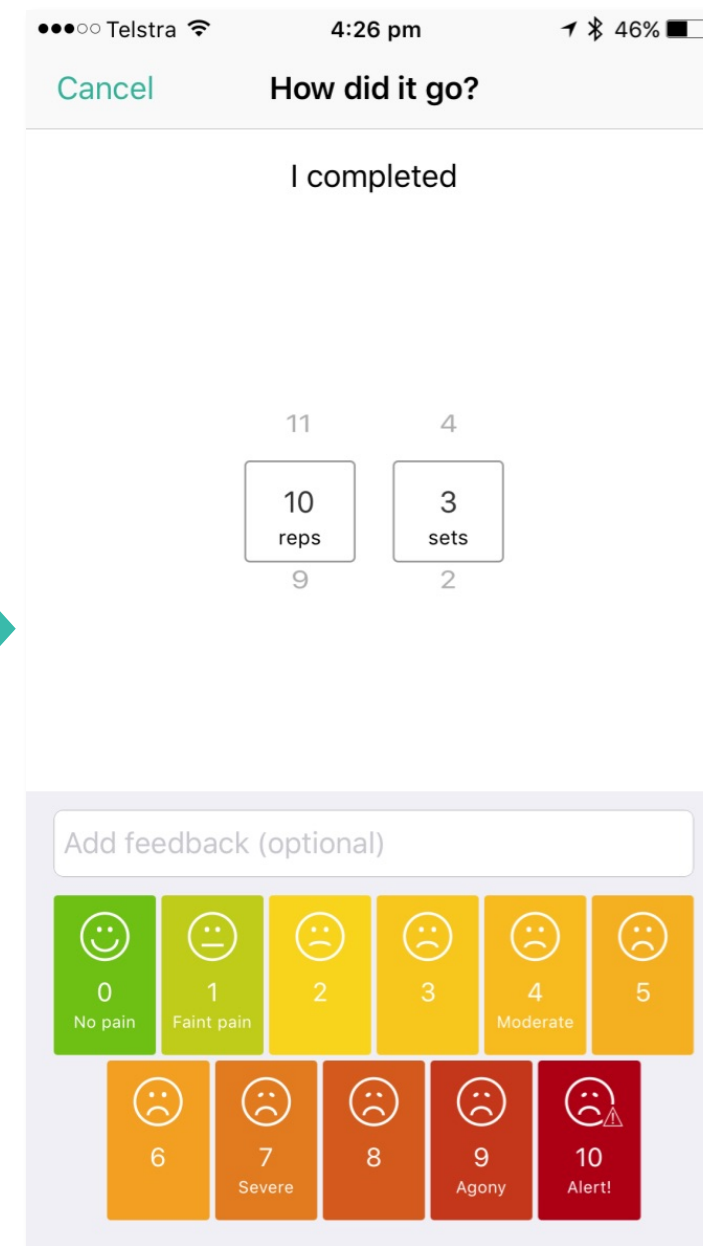 Telstra 4:26 pm 46%
Cancel How did it go?
I completed
11 4
10 3
reps sets
9 2
Add feedback (optional)
0 1 2 3 4 5
No pain Faint pain Moderate
6 7 8 9 10
Severe Agony Alert!